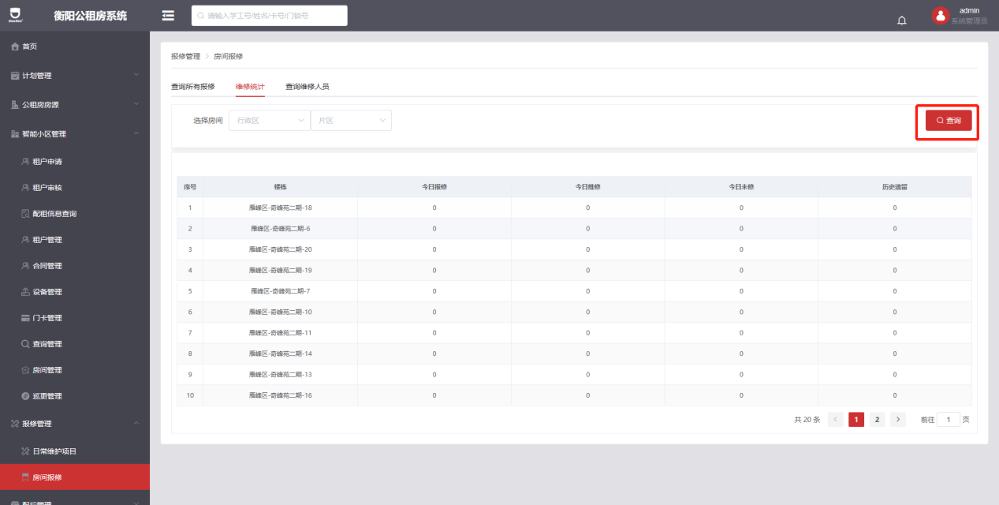 衡阳公租房系统
请输入学工号/姓名/卡号/门锁号
admin
系统管理员
首页
计划管理
公租房房源
智能小区管理
租户申请
租户审核
配租信息查询
租户管理
合同管理
设备管理
门卡管理
查询管理
房间管理
巡更管理
报修管理
日常维护项目
房间报修
报修管理 > 房间报修
查询所有报修 维修统计 查询维修人员
选择房间 行政区 片区 查询
序号 楼栋 今日报修 今日维修 今日未修 历史遗留
1 雁峰区-奇峰苑二期-18 0 0 0 0
2 雁峰区-奇峰苑二期-6 0 0 0 0
3 雁峰区-奇峰苑二期-20 0 0 0 0
4 雁峰区-奇峰苑二期-19 0 0 0 0
5 雁峰区-奇峰苑二期-7 0 0 0 0
6 雁峰区-奇峰苑二期-10 0 0 0 0
7 雁峰区-奇峰苑二期-11 0 0 0 0
8 雁峰区-奇峰苑二期-14 0 0 0 0
9 雁峰区-奇峰苑二期-13 0 0 0 0
10 雁峰区-奇峰苑二期-16 0 0 0 0
共 20 条 < 1 2 > 前往 1 页